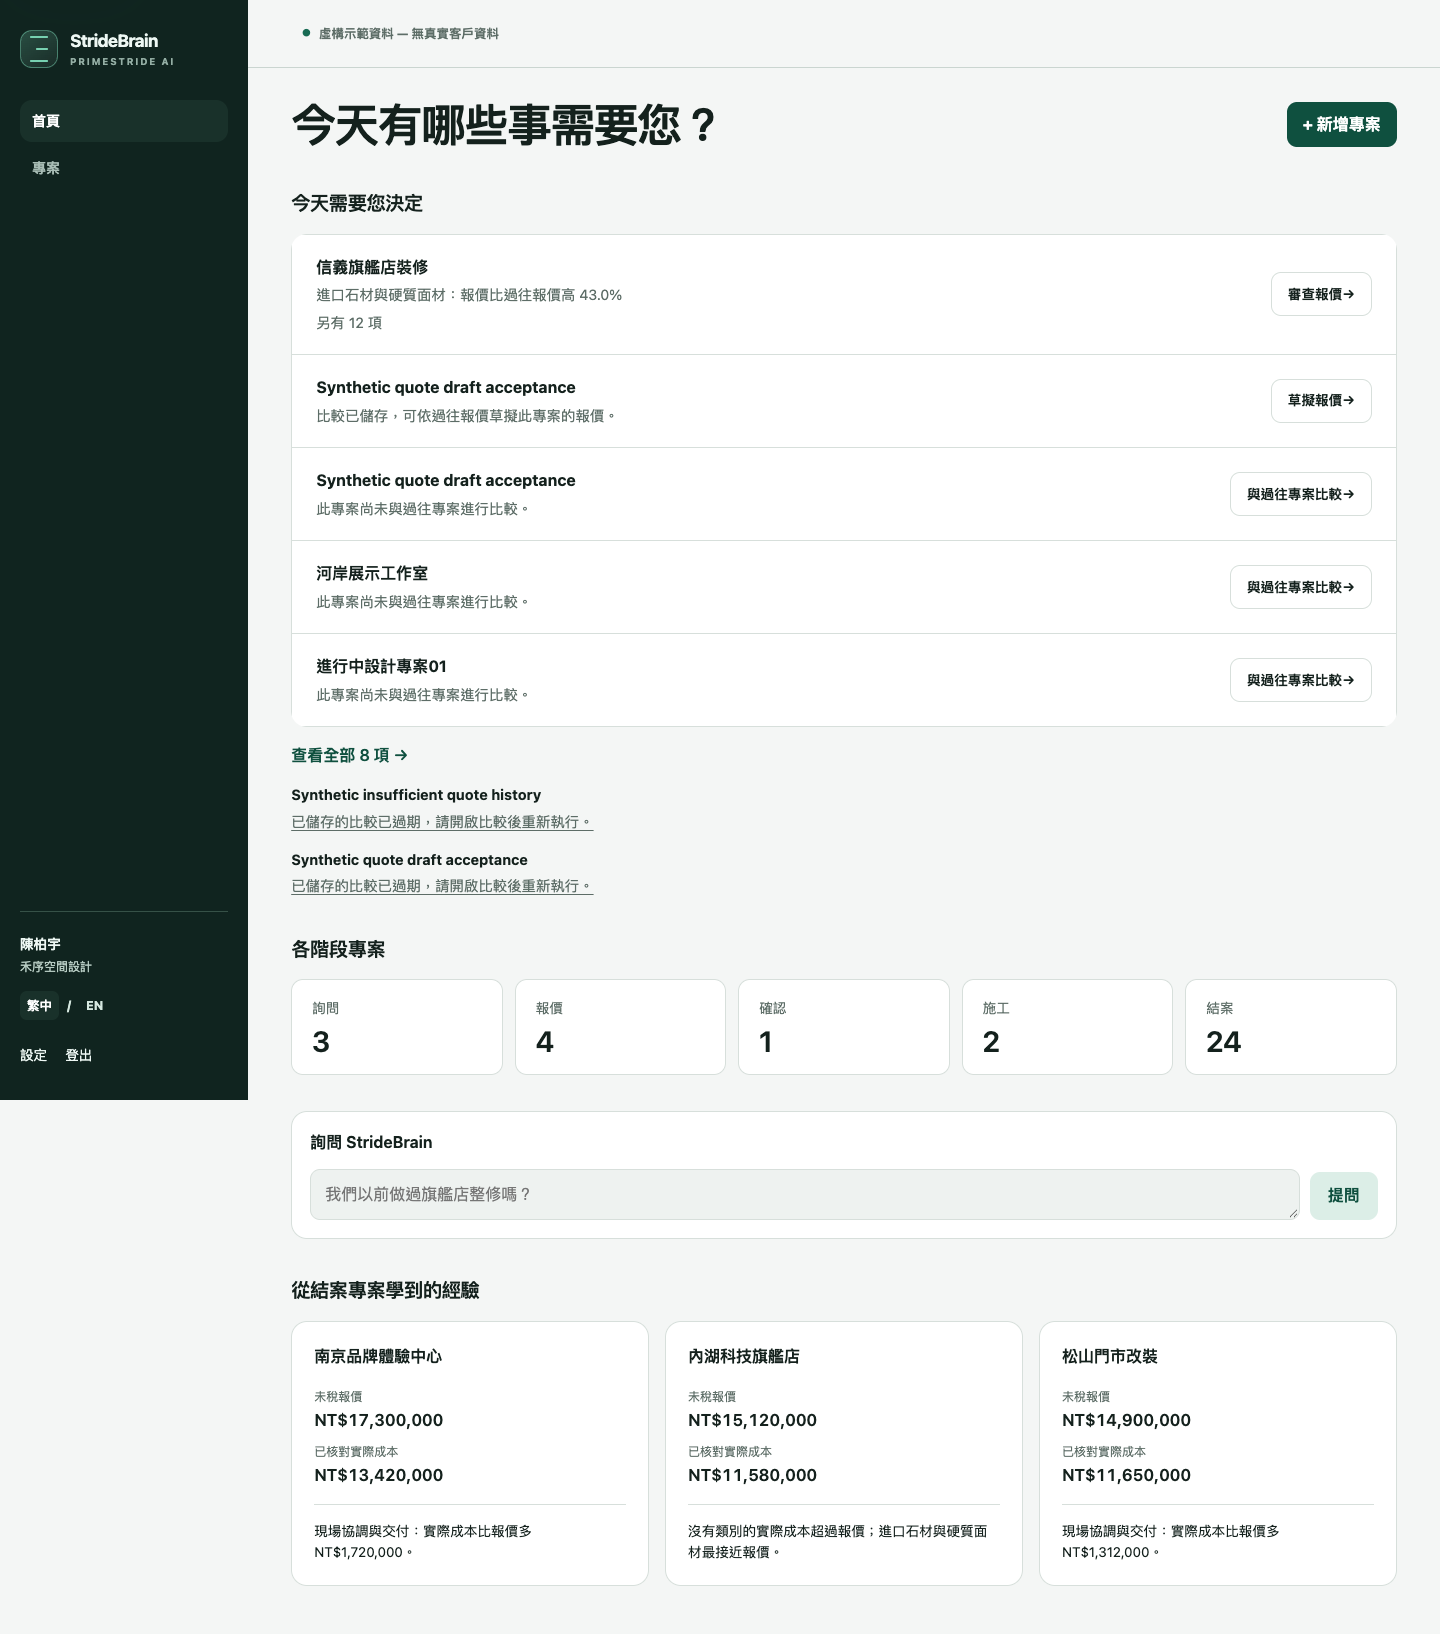 StrideBrain
PRIMESTRIDE AI
首頁
專案
陳柏宇
禾序空間設計
繁中 / EN
設定 登出
虛構示範資料 — 無真實客戶資料
今天有哪些事需要您？
+ 新增專案
今天需要您決定
信義旗艦店裝修
進口石材與硬質面材：報價比過往報價高 43.0%
另有 12 項
審查報價→
Synthetic quote draft acceptance
比較已儲存，可依過往報價草擬此專案的報價。
草擬報價→
Synthetic quote draft acceptance
此專案尚未與過往專案進行比較。
與過往專案比較→
河岸展示工作室
此專案尚未與過往專案進行比較。
與過往專案比較→
進行中設計專案01
此專案尚未與過往專案進行比較。
與過往專案比較→
查看全部 8 項 →
Synthetic insufficient quote history
已儲存的比較已過期，請開啟比較後重新執行。
Synthetic quote draft acceptance
已儲存的比較已過期，請開啟比較後重新執行。
各階段專案
詢問
3
報價
4
確認
1
施工
2
結案
24
詢問 StrideBrain
我們以前做過旗艦店整修嗎？
提問
從結案專案學到的經驗
南京品牌體驗中心
未稅報價
NT$17,300,000
已核對實際成本
NT$13,420,000
現場協調與交付：實際成本比報價多
NT$1,720,000。
內湖科技旗艦店
未稅報價
NT$15,120,000
已核對實際成本
NT$11,580,000
沒有類別的實際成本超過報價；進口石材與硬質面
材最接近報價。
松山門市改裝
未稅報價
NT$14,900,000
已核對實際成本
NT$11,650,000
現場協調與交付：實際成本比報價多
NT$1,312,000。